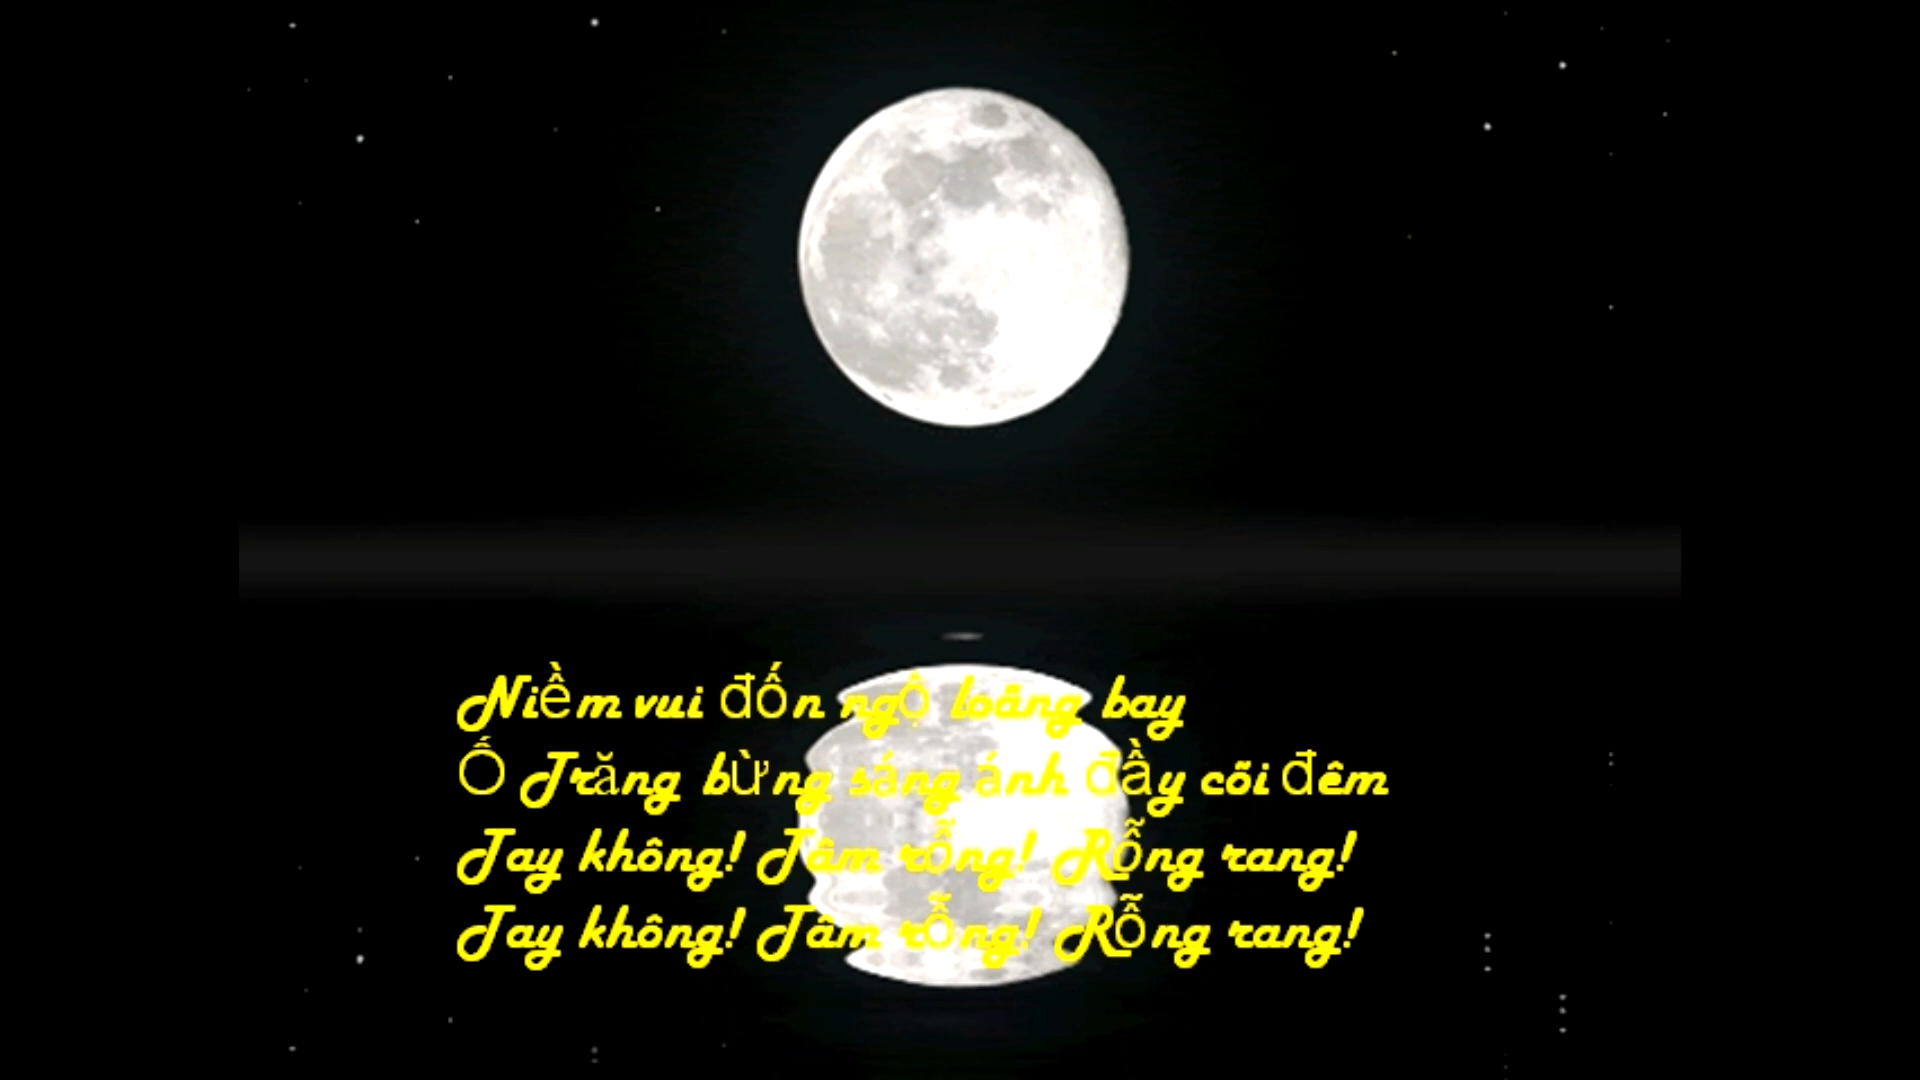 Niềm vui đốn ngộ loãng bay
Ố Trăng bừng sáng ánh đầy cõi đêm
Tay không! Tâm rỗng! Rỗng rang!
Tay không! Tâm rỗng! Rỗng rang!